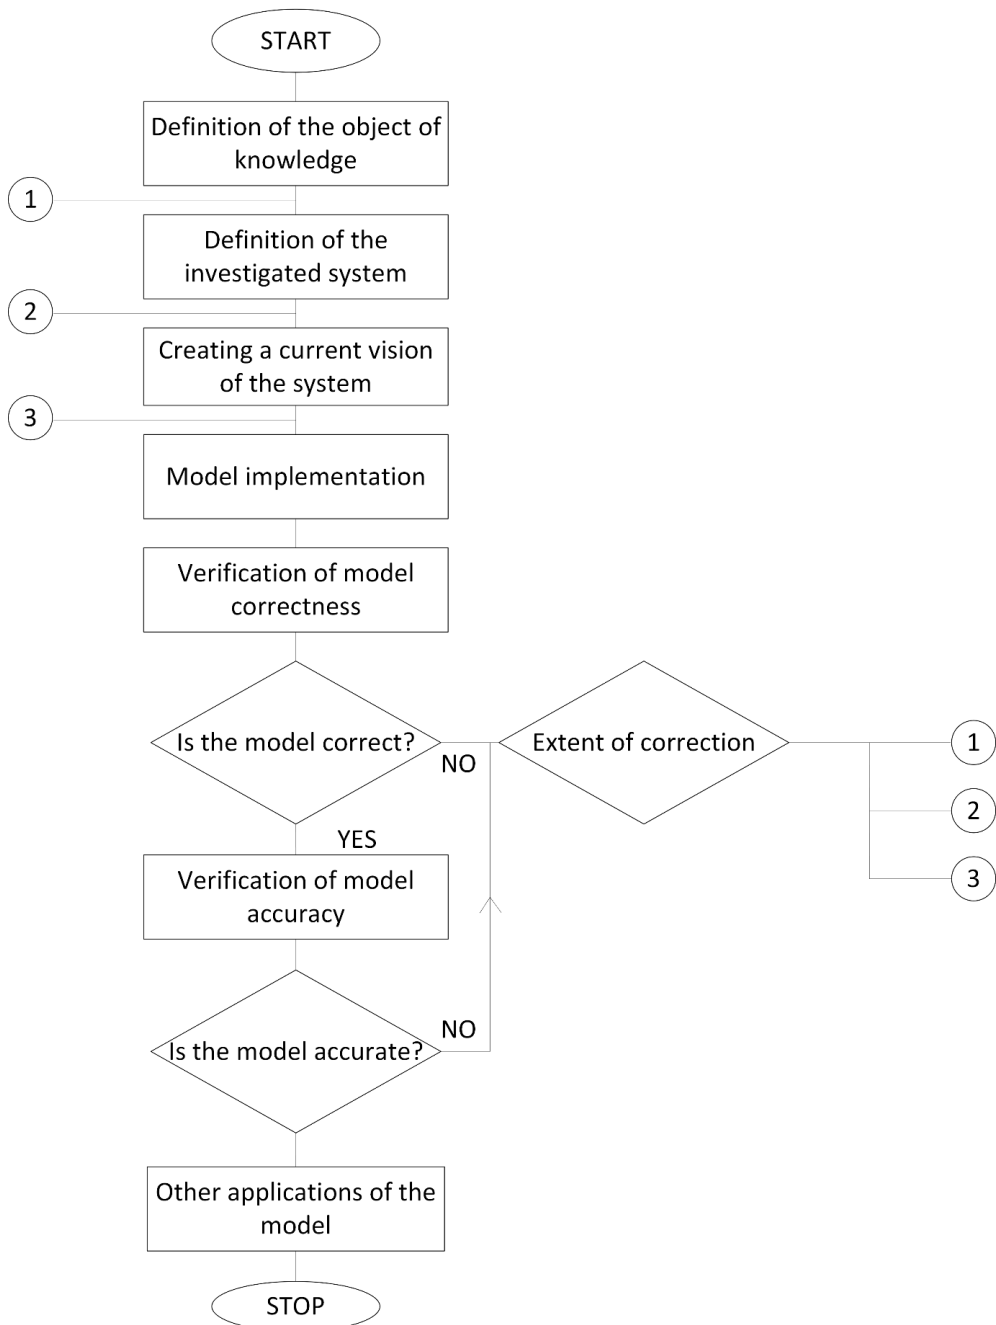 START
Definition of the object of
knowledge
1
Definition of the
investigated system
2
Creating a current vision
of the system
3
Model implementation
Verification of model
correctness
Is the model correct?
NO
Extent of correction
1
2
3
YES
Verification of model
accuracy
NO
Is the model accurate?
Other applications of the
model
STOP